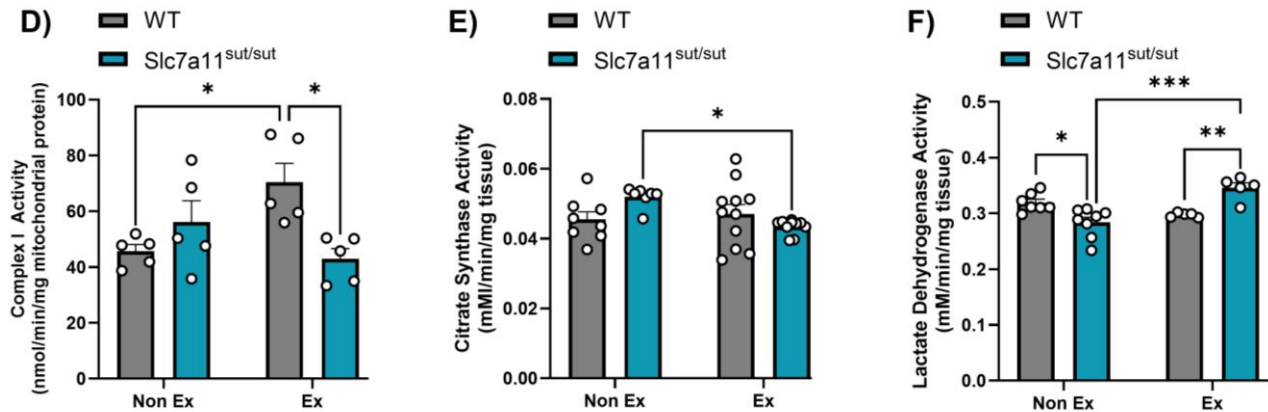 D)
WT
Slc7a11sut/sut
Complex I Activity
(nmol/min/mg mitochondrial protein)
100
80
60
40
20
0
*
*
Non Ex
Ex
E)
WT
Slc7a11sut/sut
Citrate Synthase Activity
(mMl/min/mg tissue)
0.08
0.06
0.04
0.02
0.00
*
Non Ex
Ex
F)
WT
Slc7a11sut/sut
Lactate Dehydrogenase Activity
(mM/min/mg tissue)
0.5
0.4
0.3
0.2
0.1
***
*
**
Non Ex
Ex